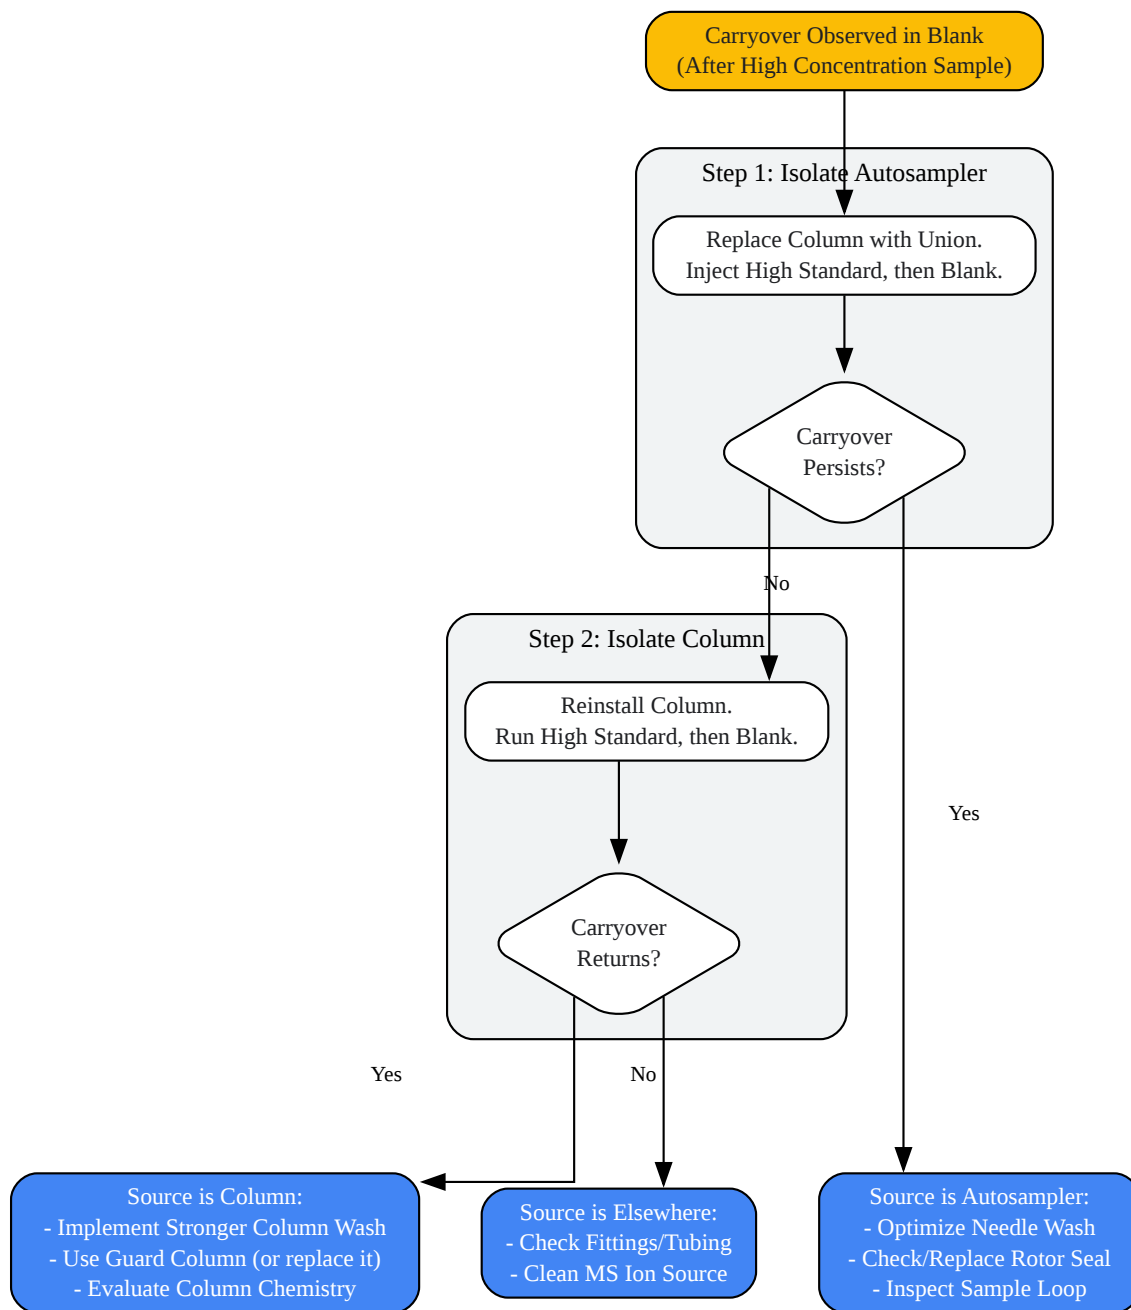 Carryover Observed in Blank
(After High Concentration Sample)
Step 1: Isolate Autosampler
Replace Column with Union.
Inject High Standard, then Blank.
Carryover
Persists?
No
Step 2: Isolate Column
Reinstall Column.
Run High Standard, then Blank.
Yes
Carryover
Returns?
Yes
No
Source is Column:
- Implement Stronger Column Wash
- Use Guard Column (or replace it)
- Evaluate Column Chemistry
Source is Elsewhere:
- Check Fittings/Tubing
- Clean MS Ion Source
Source is Autosampler:
- Optimize Needle Wash
- Check/Replace Rotor Seal
- Inspect Sample Loop